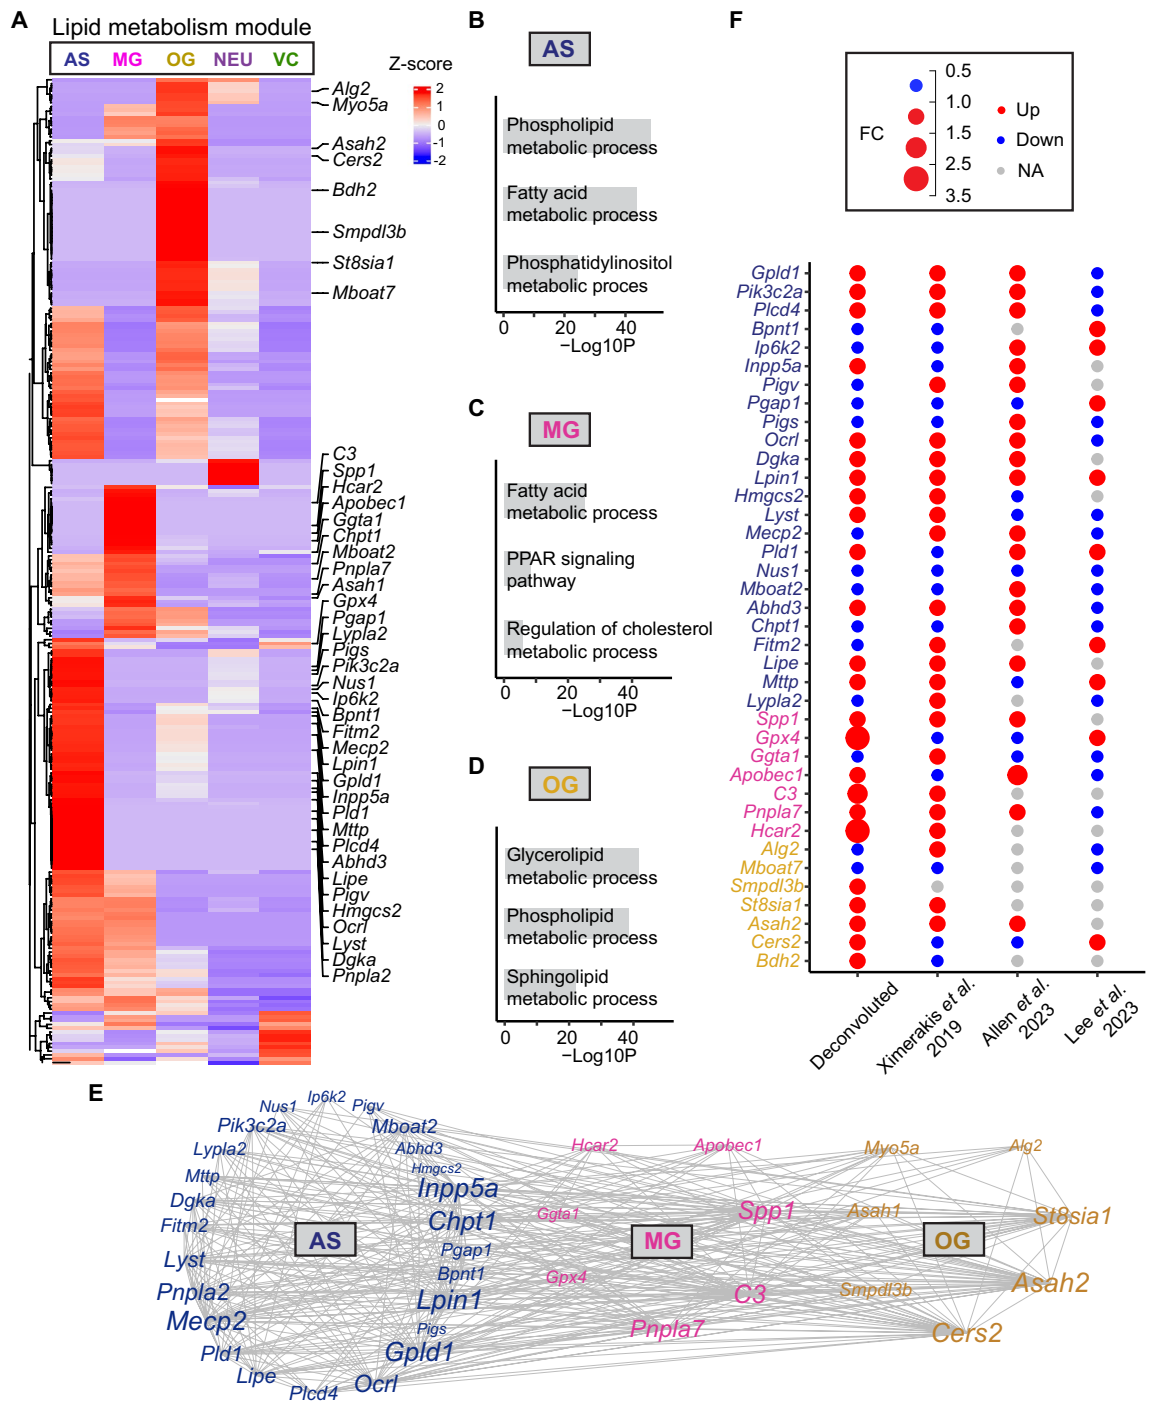 A
Lipid metabolism module
AS MG OG NEU VC
Z-score
2
1
0
-1
-2
Alg2
Myo5a
Asah2
Cers2
Bdh2
Smpdl3b
St8sia1
Mboat7
C3
Spp1
Hcar2
Apobec1
Ggta1
Chpt1
Mboat2
Pnpla7
Asah1
Gpx4
Pgap1
Lypla2
Pigs
Pik3c2a
Nus1
Ip6k2
Bpnt1
Fitm2
Mecp2
Lpin1
Gpld1
Inpp5a
Pld1
Mttp
Plcd4
Abhd3
Lipe
Pigv
Hmgcs2
Ocrl
Lyst
Dgka
Pnpla2
B
AS
Phospholipid
metabolic process
Fatty acid
metabolic process
Phosphatidylinositol
metabolic proces
0 20 40
−Log10P
C
MG
Fatty acid
metabolic process
PPAR signaling
pathway
Regulation of cholesterol
metabolic process
0 20 40
−Log10P
D
OG
Glycerolipid
metabolic process
Phospholipid
metabolic process
Sphingolipid
metabolic process
0 20 40
−Log10P
F
FC
0.5
1.0
1.5
2.5
3.5
Up
Down
NA
Gpld1
Pik3c2a
Plcd4
Bpnt1
Ip6k2
Inpp5a
Pigv
Pgap1
Pigs
Ocrl
Dgka
Lpin1
Hmgcs2
Lyst
Mecp2
Pld1
Nus1
Mboat2
Abhd3
Chpt1
Fitm2
Lipe
Mttp
Lypla2
Spp1
Gpx4
Ggta1
Apobec1
C3
Pnpla7
Hcar2
Alg2
Mboat7
Smpdl3b
St8sia1
Asah2
Cers2
Bdh2
Deconvoluted
Ximerakis et al.
2019
Allen et al.
2023
Lee et al.
2023
E
Nus1
Ip6k2
Pigv
Pik3c2a
Mboat2
Lypla2
Abhd3
Mttp
Hmgcs2
Dgka
Inpp5a
Fitm2
Chpt1
AS
Lyst
Pgap1
Bpnt1
Pnpla2
Lpin1
Mecp2
Pigs
Pld1
Gpld1
Lipe
Plcd4
Ocrl
Hcar2
Apobec1
Ggta1
Spp1
MG
Gpx4
C3
Pnpla7
Myo5a
Alg2
Asah1
St8sia1
OG
Smpdl3b
Asah2
Cers2